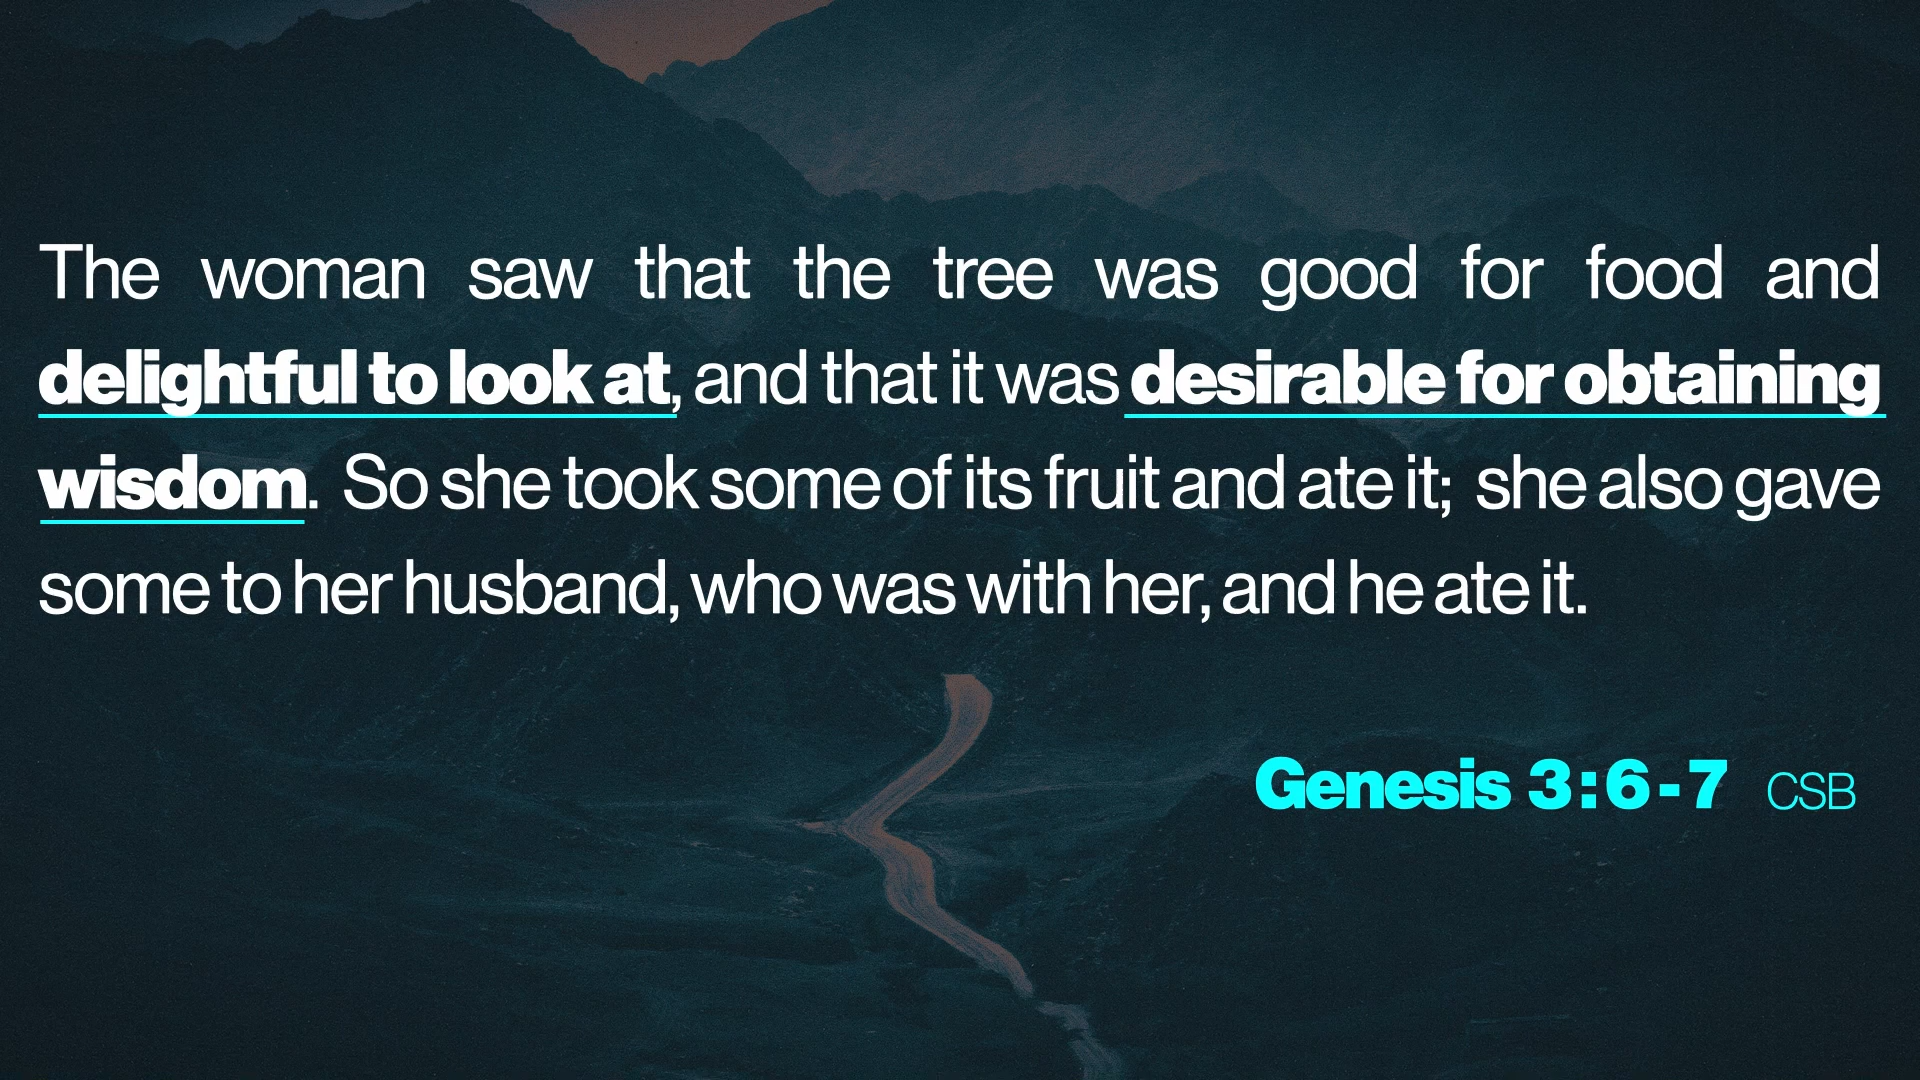 The woman saw that the tree was good for food and
delightful to look at, and that it was desirable for obtaining
wisdom. So she took some of its fruit and ate it; she also gave
some to her husband, who was with her, and he ate it.
Genesis 3:6-7 CSB